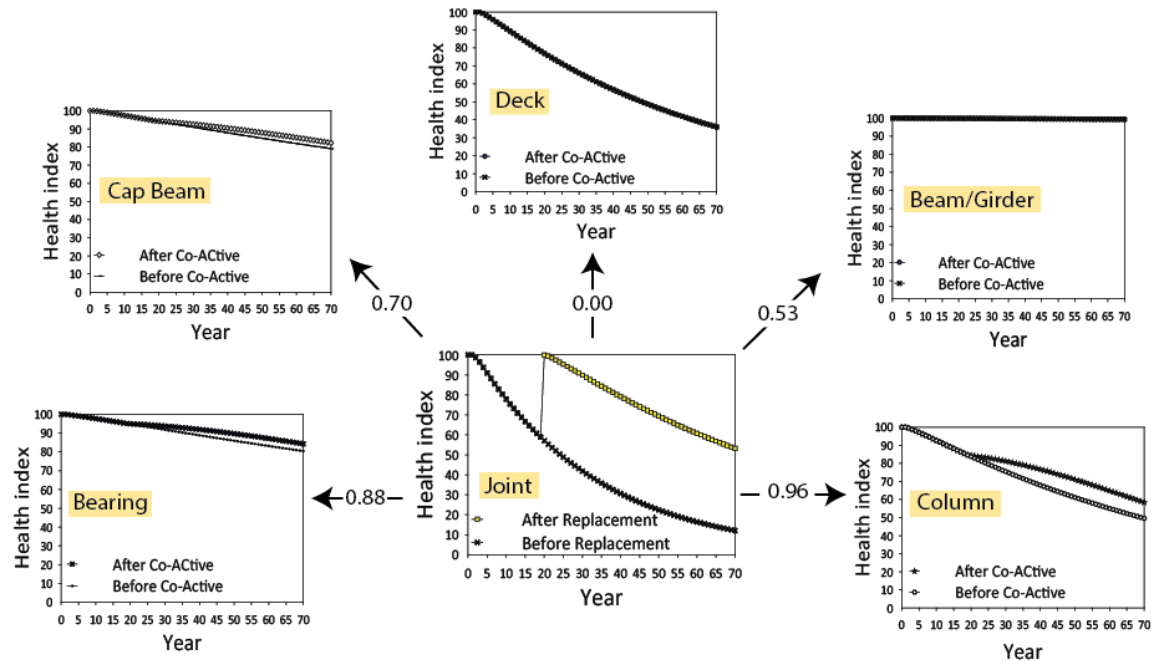 100
90
80
70
60
50
40
30
20
10
0
Health index
Deck
After Co-ACtive
Before Co-Active
0 5 10 15 20 25 30 35 40 45 50 55 60 65 70
Year
100
90
80
70
60
50
40
30
20
10
0
Health index
Cap Beam
After Co-ACtive
Before Co-Active
0 5 10 15 20 25 30 35 40 45 50 55 60 65 70
Year
100
90
80
70
60
50
40
30
20
10
0
Health index
Beam/Girder
After Co-ACtive
Before Co-Active
0 5 10 15 20 25 30 35 40 45 50 55 60 65 70
Year
0.70
0.00
0.53
100
90
80
70
60
50
40
30
20
10
0
Health index
Bearing
After Co-ACtive
Before Co-Active
0 5 10 15 20 25 30 35 40 45 50 55 60 65 70
Year
0.88
100
90
80
70
60
50
40
30
20
10
0
Health index
Joint
After Replacement
Before Replacement
0 5 10 15 20 25 30 35 40 45 50 55 60 65 70
Year
0.96
100
90
80
70
60
50
40
30
20
10
0
Health index
Column
After Co-ACtive
Before Co-Active
0 5 10 15 20 25 30 35 40 45 50 55 60 65 70
Year